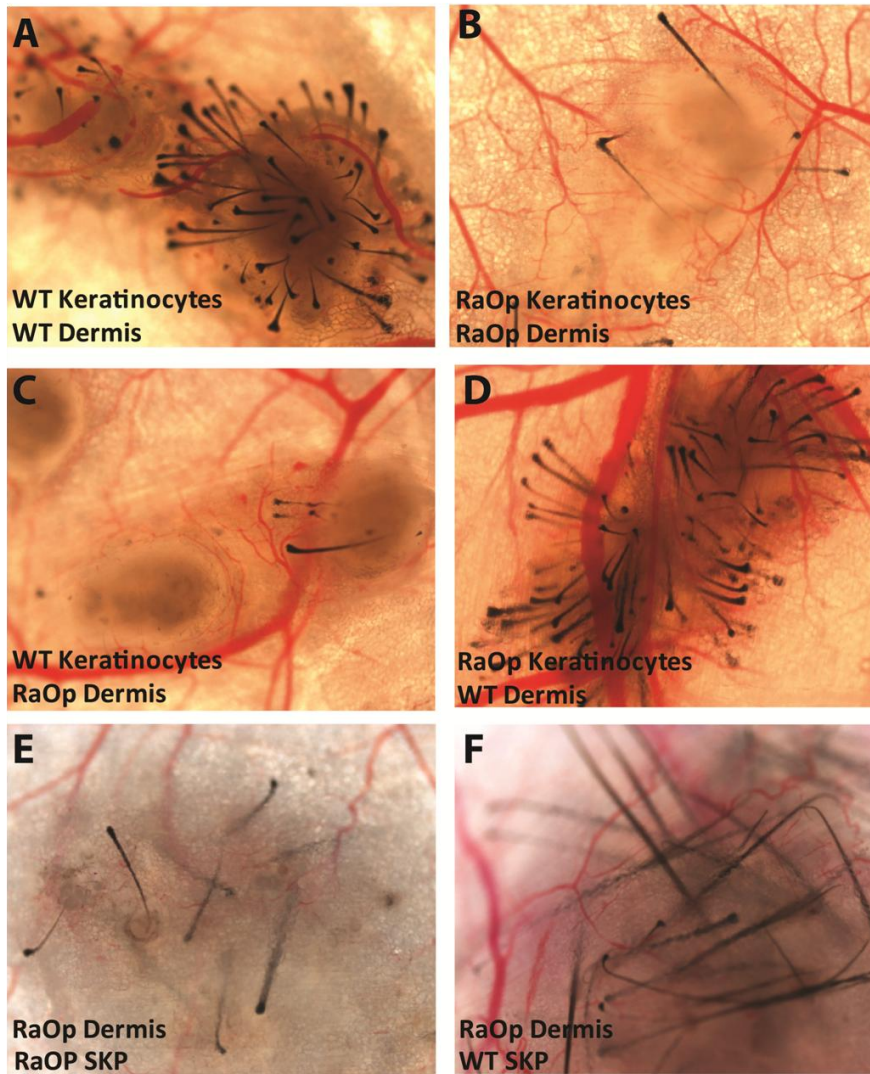 A
WT Keratinocytes
WT Dermis
B
RaOp Keratinocytes
RaOp Dermis
C
WT Keratinocytes
RaOp Dermis
D
RaOp Keratinocytes
WT Dermis
E
RaOp Dermis
RaOP SKP
F
RaOp Dermis
WT SKP